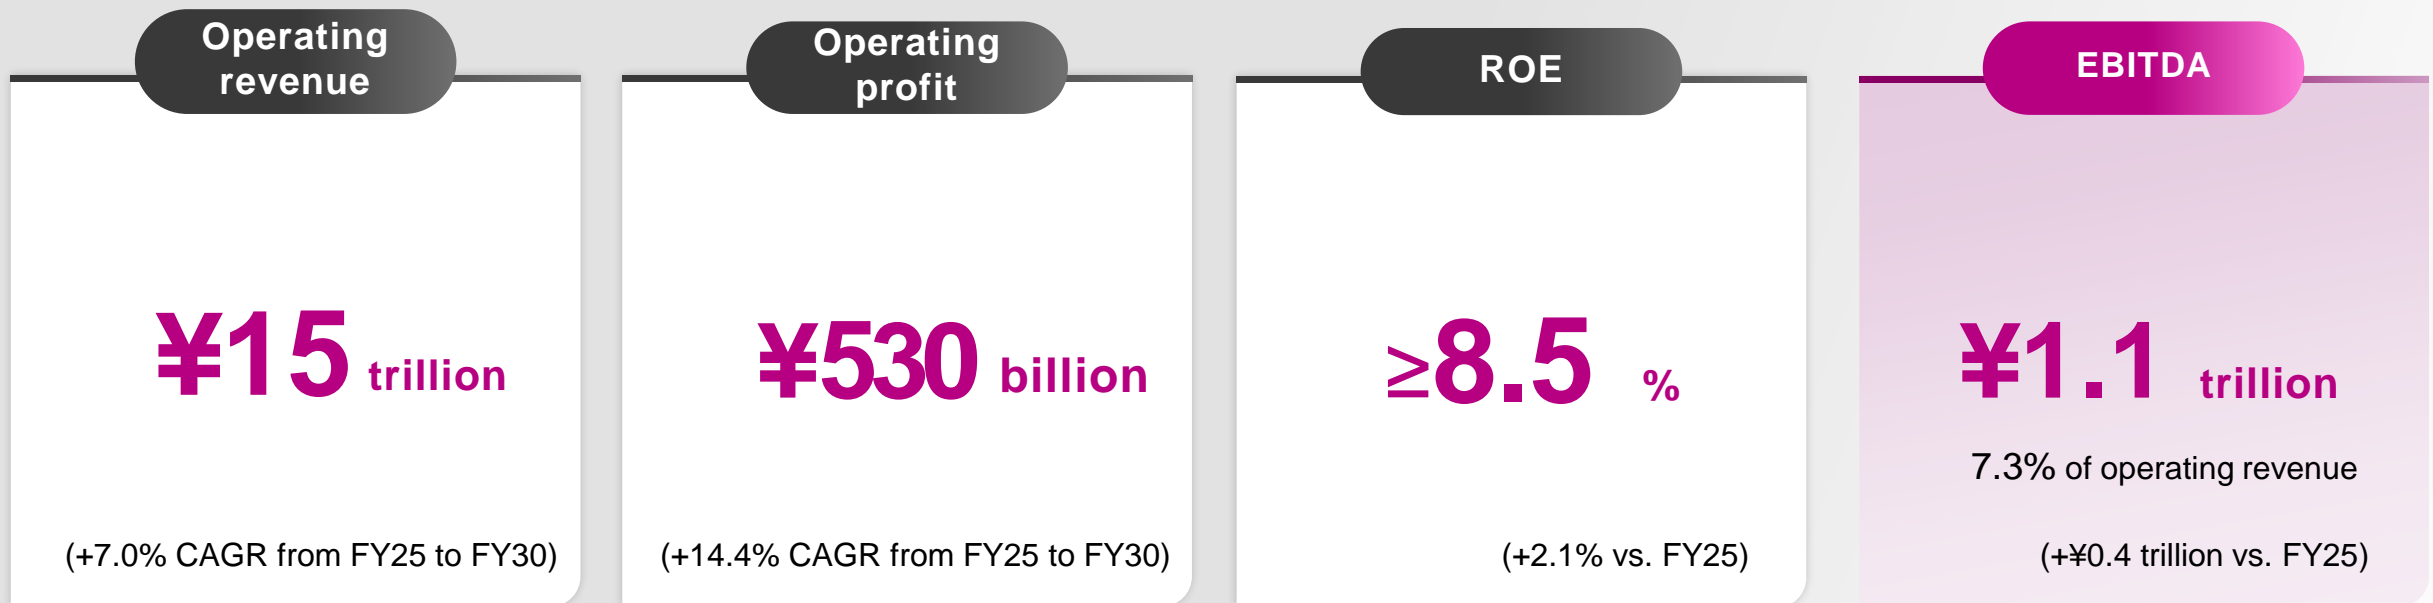 Operating
revenue
¥15 trillion
(+7.0% CAGR from FY25 to FY30)
Operating
profit
¥530 billion
(+14.4% CAGR from FY25 to FY30)
ROE
≥8.5 %
(+2.1% vs. FY25)
EBITDA
¥1.1 trillion
7.3% of operating revenue
(+¥0.4 trillion vs. FY25)